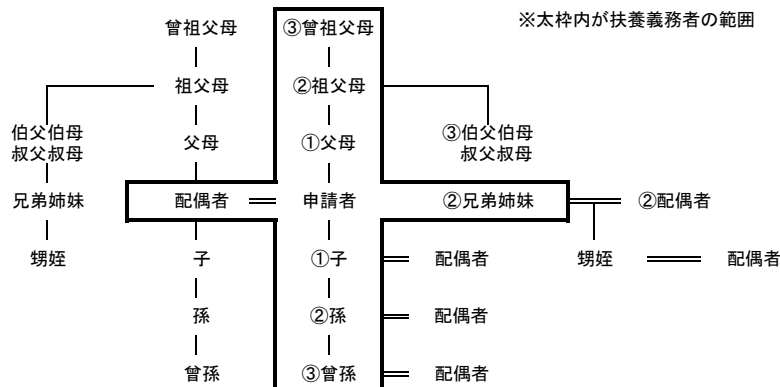 ※太枠内が扶養義務者の範囲
曾祖父母
③曾祖父母
祖父母
②祖父母
伯父伯母
叔父叔母
父母
①父母
③伯父伯母
叔父叔母
兄弟姉妹
配偶者
申請者
②兄弟姉妹
②配偶者
甥姪
子
①子
配偶者
甥姪
配偶者
孫
②孫
配偶者
曾孫
③曾孫
配偶者